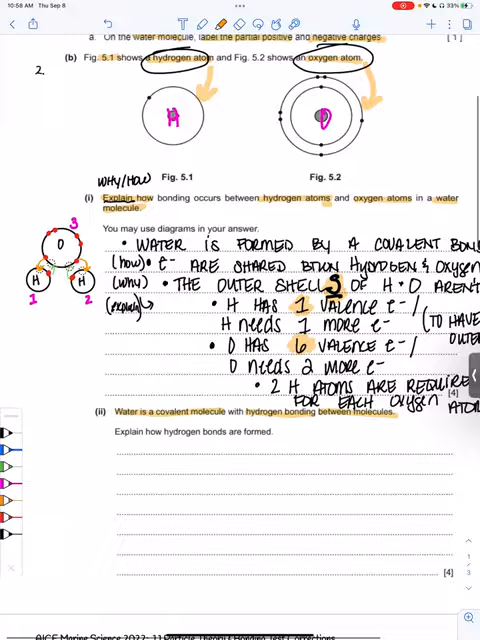 10:58 AM Thu Sep 8
33%
a. On the water molecule, label the partial positive and negative charges [1]
2.
(b) Fig. 5.1 shows a hydrogen atom and Fig. 5.2 shows an oxygen atom.
H
O
Fig. 5.1 Fig. 5.2
WHY/HOW
(i) Explain how bonding occurs between hydrogen atoms and oxygen atoms in a water
molecule.
You may use diagrams in your answer.
3
O
H H
1 2
• WATER IS FORMED BY A COVALENT BOND
(how) • e- ARE SHARED BTWN HYDROGEN & OXYGEN
(why) • THE OUTER SHELLS OF H + O AREN'T
(explain) • H HAS 1 VALENCE e- /
H NEEDS 1 MORE e- (TO HAVE
• O HAS 6 VALENCE e- / OUTER
O NEEDS 2 MORE e-
• 2 H ATOMS ARE REQUIRE [4]
FOR EACH OXYGEN ATOM
(ii) Water is a covalent molecule with hydrogen bonding between molecules.
Explain how hydrogen bonds are formed.
[4]
1
3
AICE Marine Science 2022: 11 Particle Theory & Bonding Test Corrections